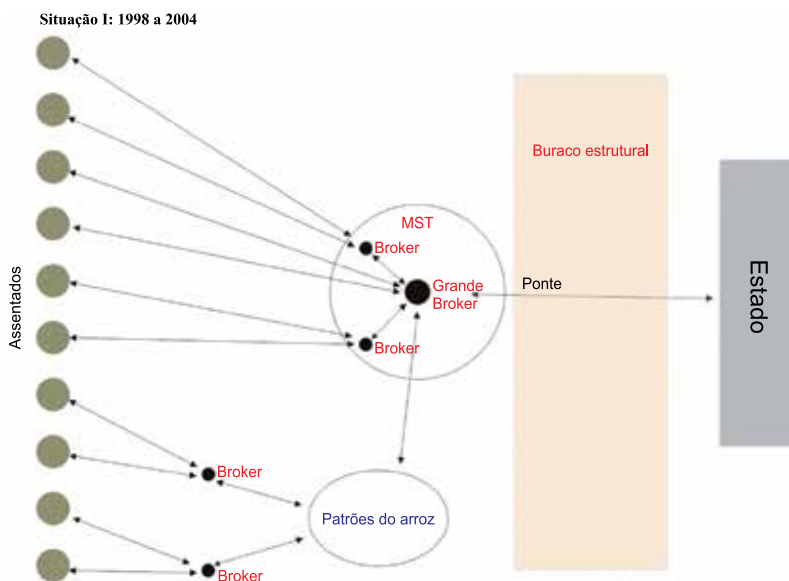 Situação I: 1998 a 2004
Assentados
MST
Broker
Grande
Broker
Broker
Broker
Broker
Patrões do arroz
Buraco estrutural
Ponte
Estado